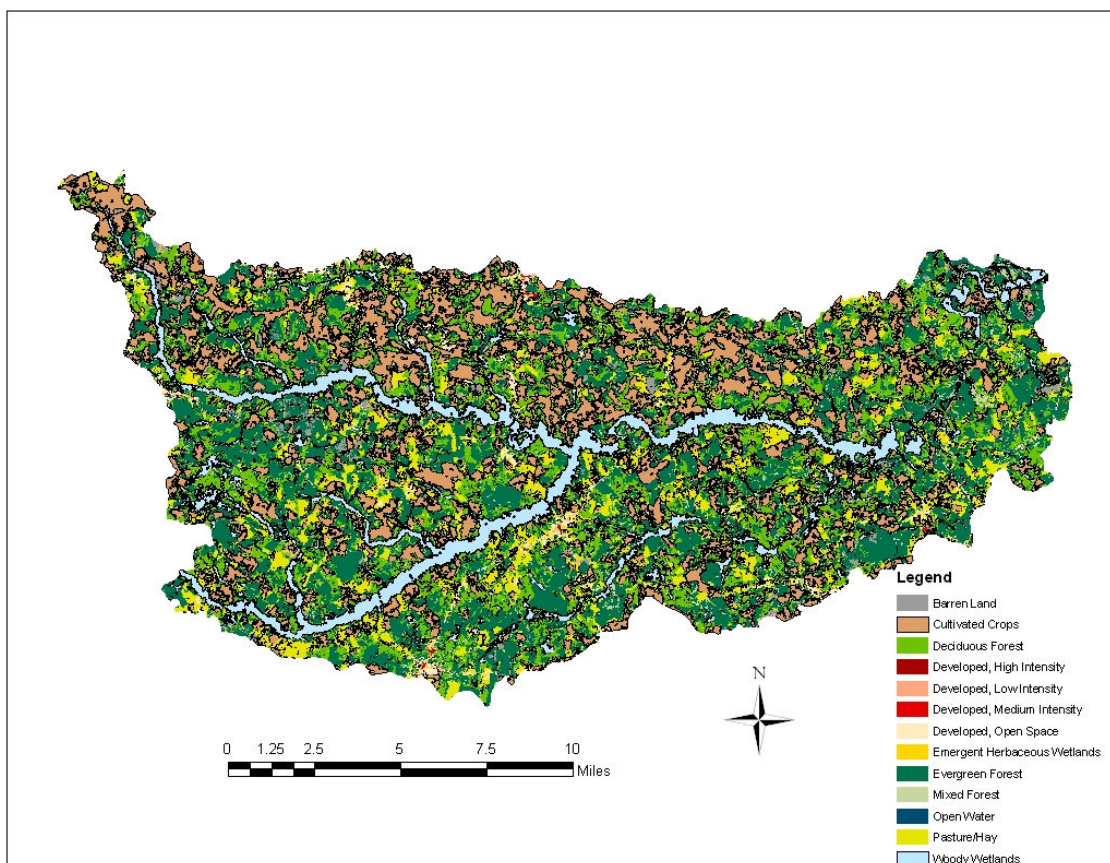 Legend
Barren Land
Cultivated Crops
Deciduous Forest
Developed, High Intensity
Developed, Low Intensity
Developed, Medium Intensity
Developed, Open Space
Emergent Herbaceous Wetlands
Evergreen Forest
Mixed Forest
Open Water
Pasture/Hay
Woody Wetlands
N
0 1.25 2.5 5 7.5 10
Miles